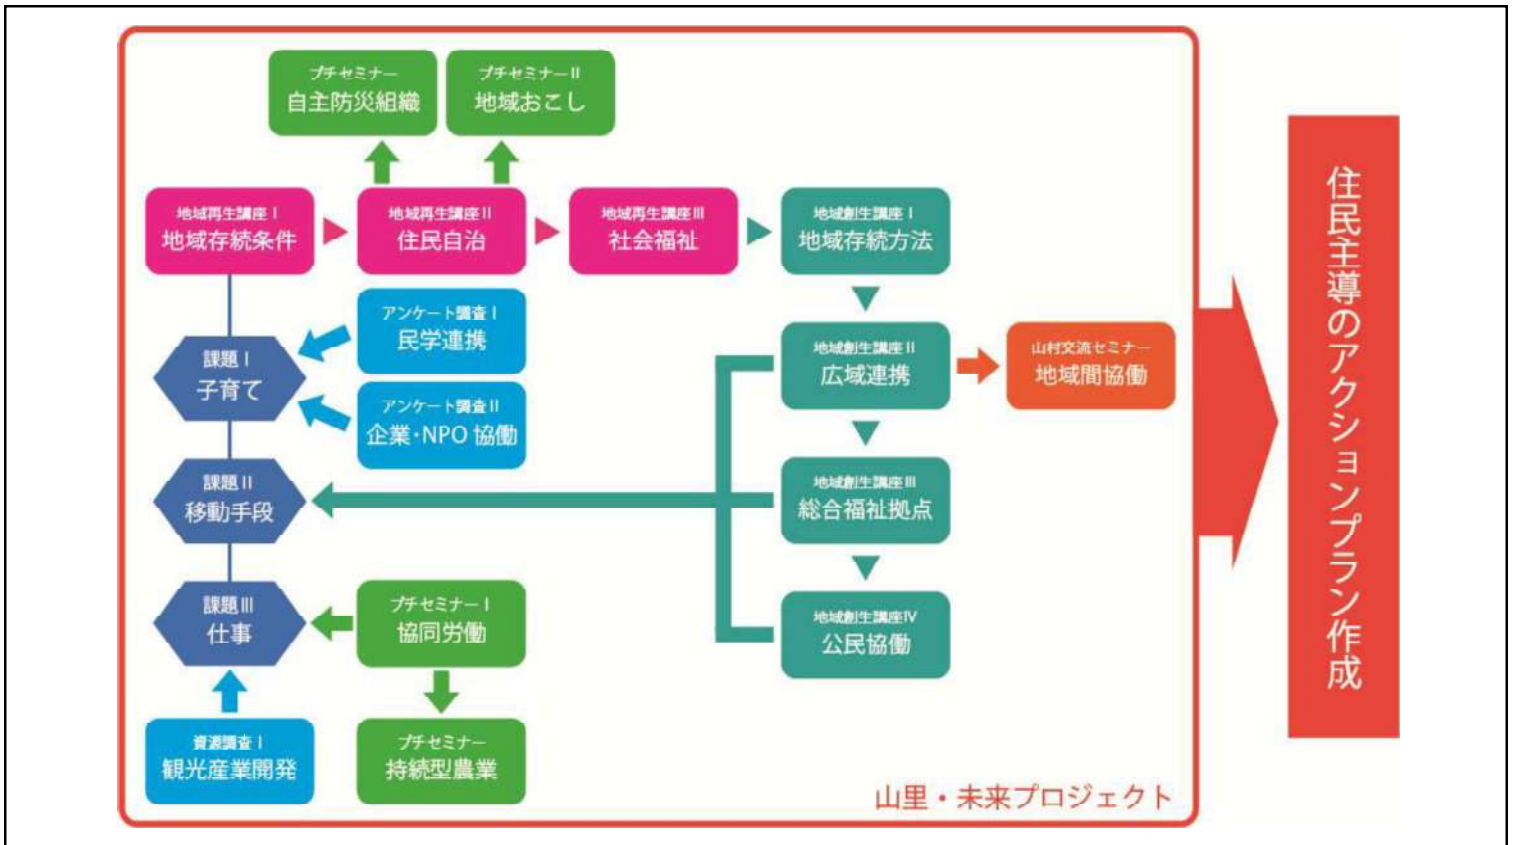 プチセミナー
自主防災組織
プチセミナーII
地域おこし
地域再生講座I
地域存続条件
地域再生講座II
住民自治
地域再生講座III
社会福祉
地域創生講座I
地域存続方法
アンケート調査I
民学連携
課題I
子育て
アンケート調査II
企業・NPO協働
地域創生講座II
広域連携
山村交流セミナー
地域間協働
課題II
移動手段
地域創生講座III
総合福祉拠点
課題III
仕事
プチセミナーI
協同労働
地域創生講座IV
公民協働
資源調査I
観光産業開発
プチセミナー
持続型農業
山里・未来プロジェクト
住民主導のアクションプラン作成